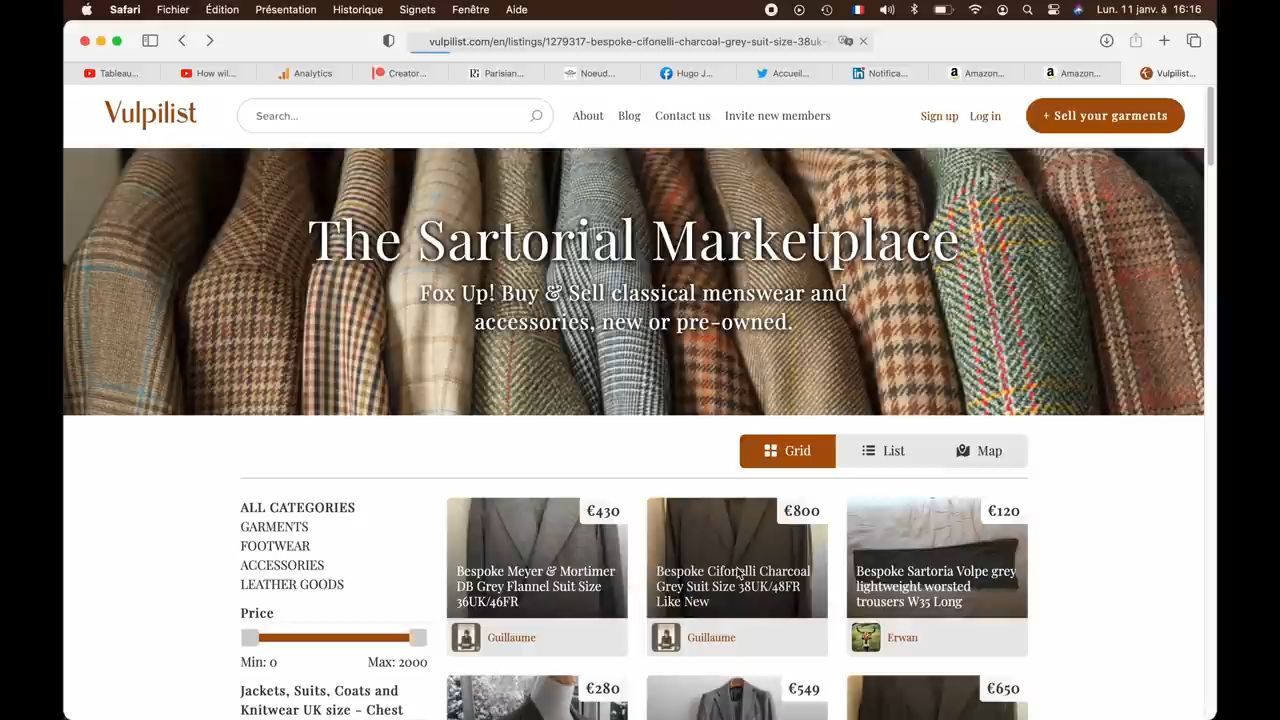 Safari Fichier Édition Présentation Historique Signets Fenêtre Aide Lun. 11 janv. à 16:16
vulpilist.com/en/listings/1279317-bespoke-cifonelli-charcoal-grey-suit-size-38uk-
Tableau... How wil... Analytics Creator... Parisian... Noeud... Hugo J... Accueil... Notifica... Amazon... Amazon... Vulpilist...
Vulpilist Search... About Blog Contact us Invite new members Sign up Log in + Sell your garments
The Sartorial Marketplace
Fox Up! Buy & Sell classical menswear and
accessories, new or pre-owned.
Grid List Map
ALL CATEGORIES
GARMENTS
FOOTWEAR
ACCESSORIES
LEATHER GOODS
Price
Min: 0 Max: 2000
Jackets, Suits, Coats and
Knitwear UK size - Chest
€430
Bespoke Meyer & Mortimer
DB Grey Flannel Suit Size
36UK/46FR
Guillaume
€800
Bespoke Cifonelli Charcoal
Grey Suit Size 38UK/48FR
Like New
Guillaume
€120
Bespoke Sartoria Volpe grey
lightweight worsted
trousers W35 Long
Erwan
€280
€549
€650